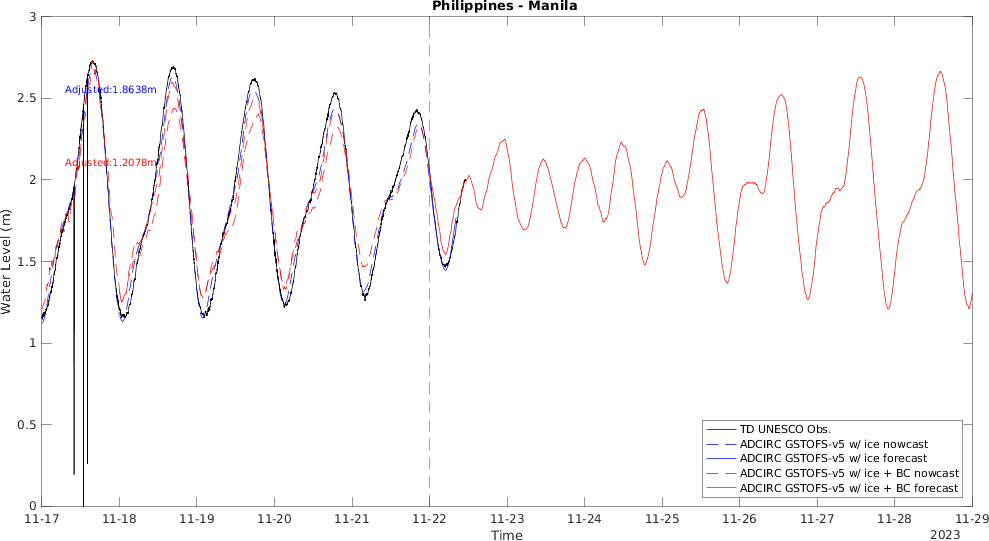 Philippines - Manila
3
2.5
2
1.5
1
0.5
0
Water Level (m)
Adjusted:1.8638m
Adjusted:1.2078m
TD UNESCO Obs.
ADCIRC GSTOFS-v5 w/ ice nowcast
ADCIRC GSTOFS-v5 w/ ice forecast
ADCIRC GSTOFS-v5 w/ ice + BC nowcast
ADCIRC GSTOFS-v5 w/ ice + BC forecast
11-17 11-18 11-19 11-20 11-21 11-22 11-23 11-24 11-25 11-26 11-27 11-28 11-29
Time
2023